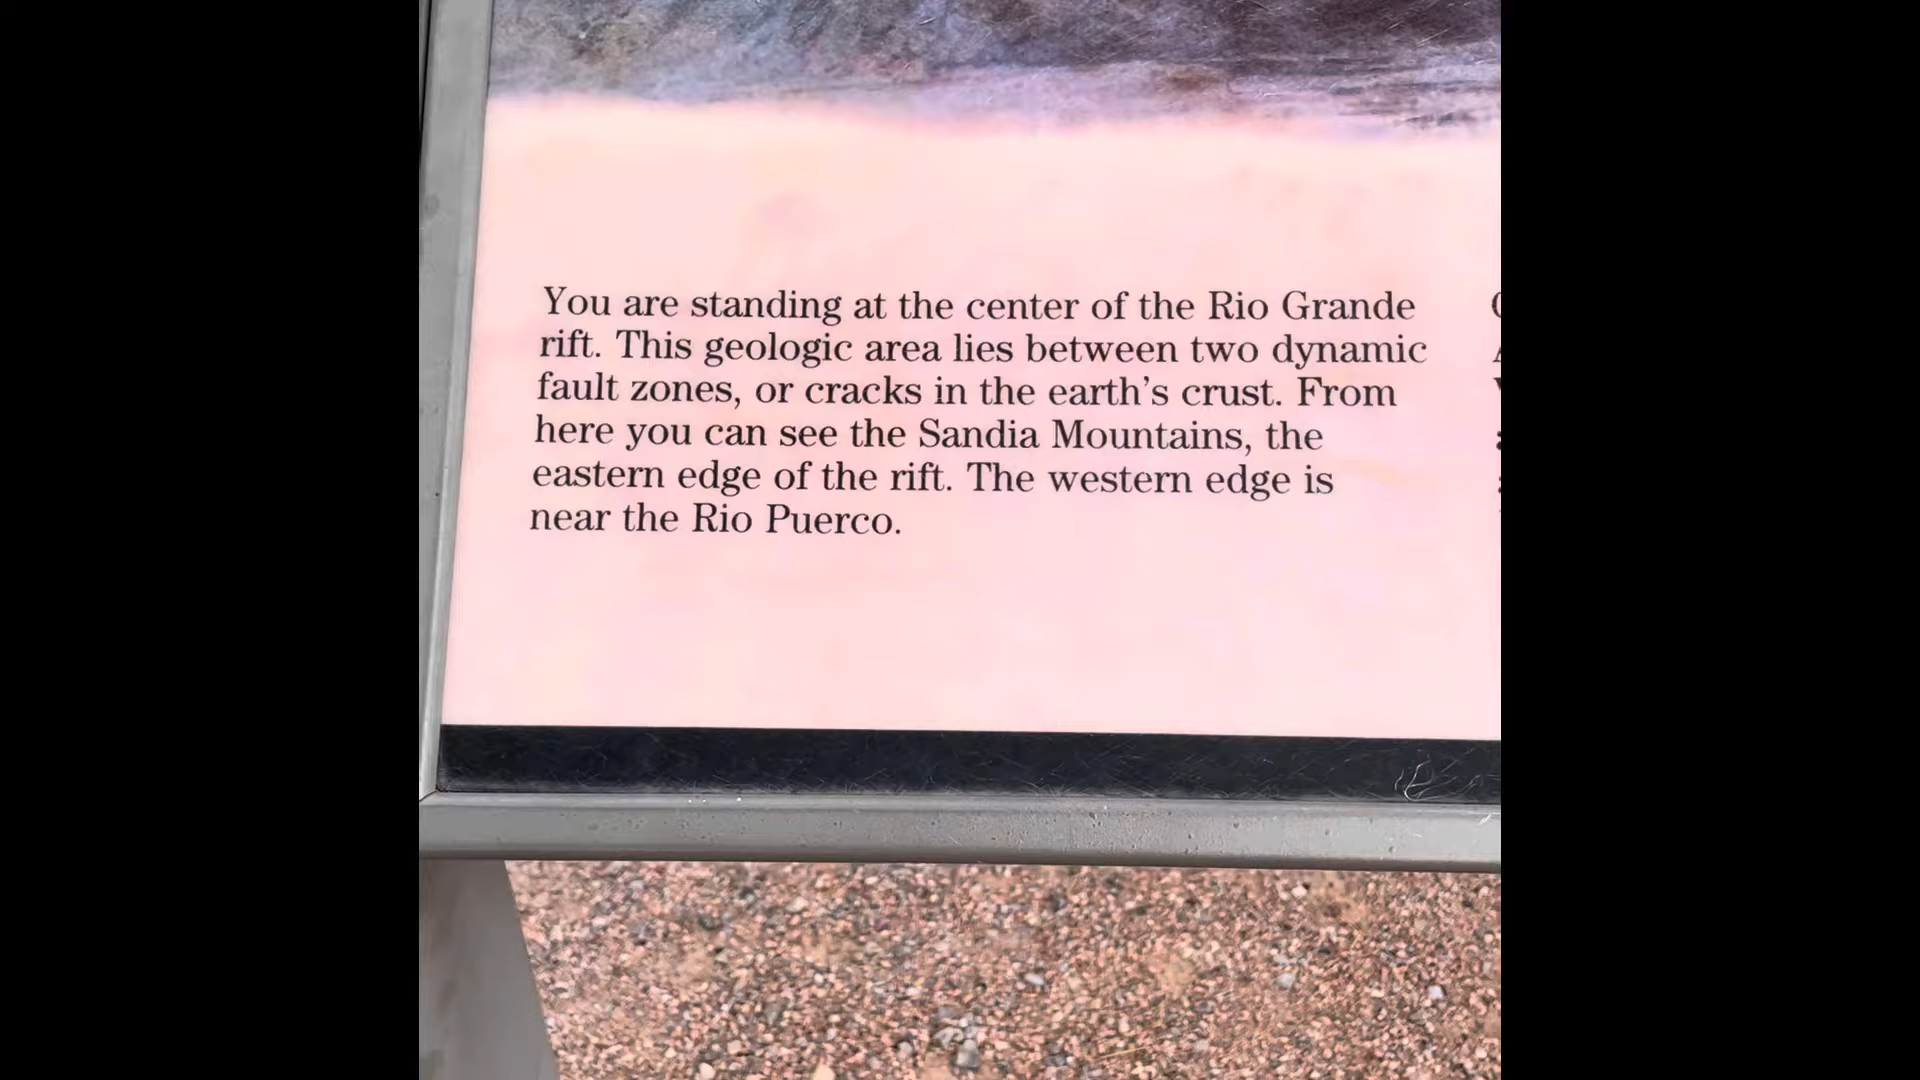 You are standing at the center of the Rio Grande
rift. This geologic area lies between two dynamic
fault zones, or cracks in the earth's crust. From
here you can see the Sandia Mountains, the
eastern edge of the rift. The western edge is
near the Rio Puerco.